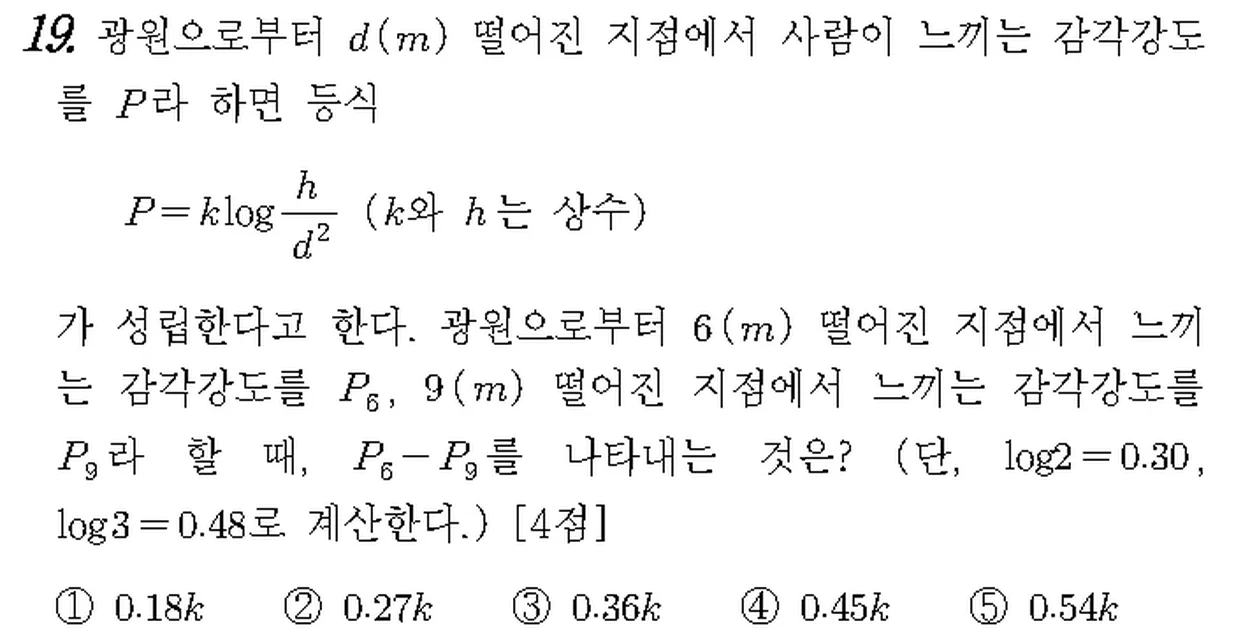 19. 광원으로부터 d(m) 떨어진 지점에서 사람이 느끼는 감각강도
를 P라 하면 등식
P=klog h/d² (k와 h는 상수)
가 성립한다고 한다. 광원으로부터 6(m) 떨어진 지점에서 느끼
는 감각강도를 P₆, 9(m) 떨어진 지점에서 느끼는 감각강도를
P₉라 할 때, P₆-P₉를 나타내는 것은? (단, log2=0.30,
log3=0.48로 계산한다.) [4점]
① 0.18k ② 0.27k ③ 0.36k ④ 0.45k ⑤ 0.54k